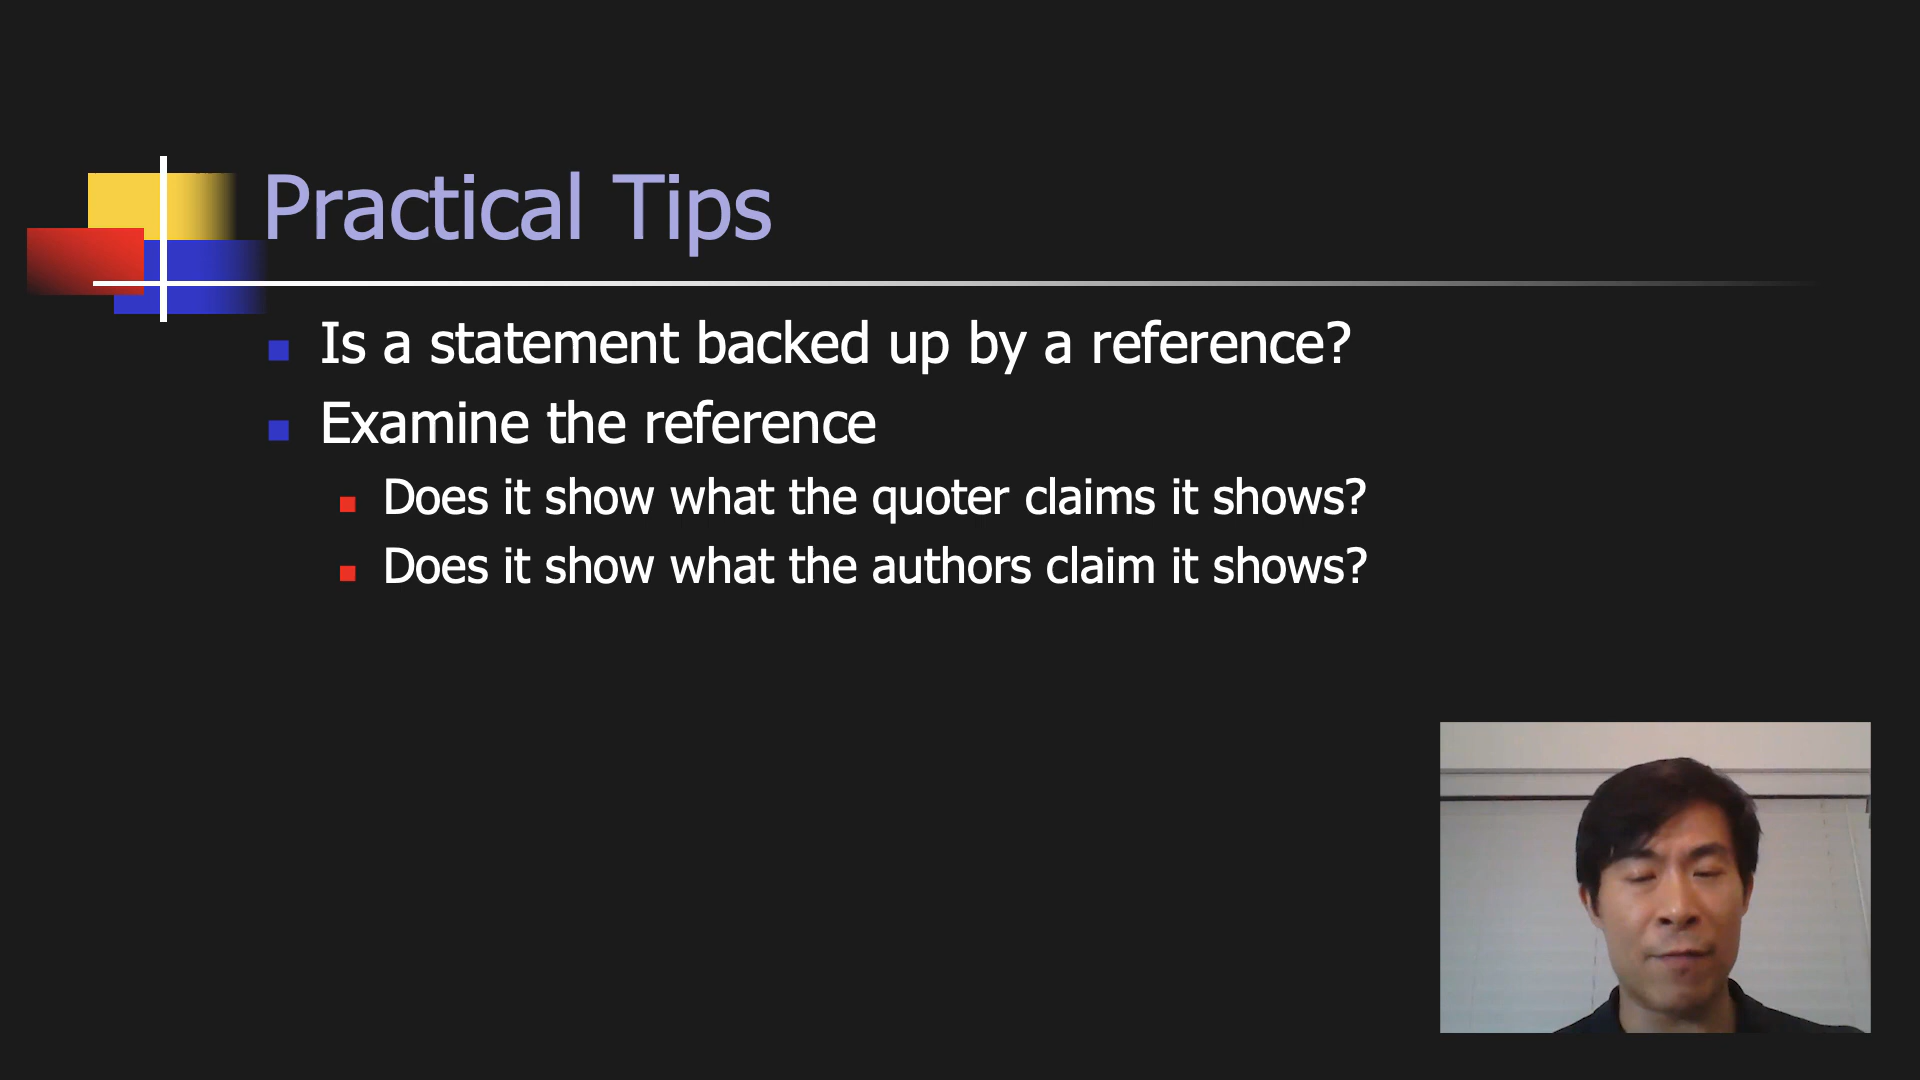 Practical Tips
Is a statement backed up by a reference?
Examine the reference
Does it show what the quoter claims it shows?
Does it show what the authors claim it shows?